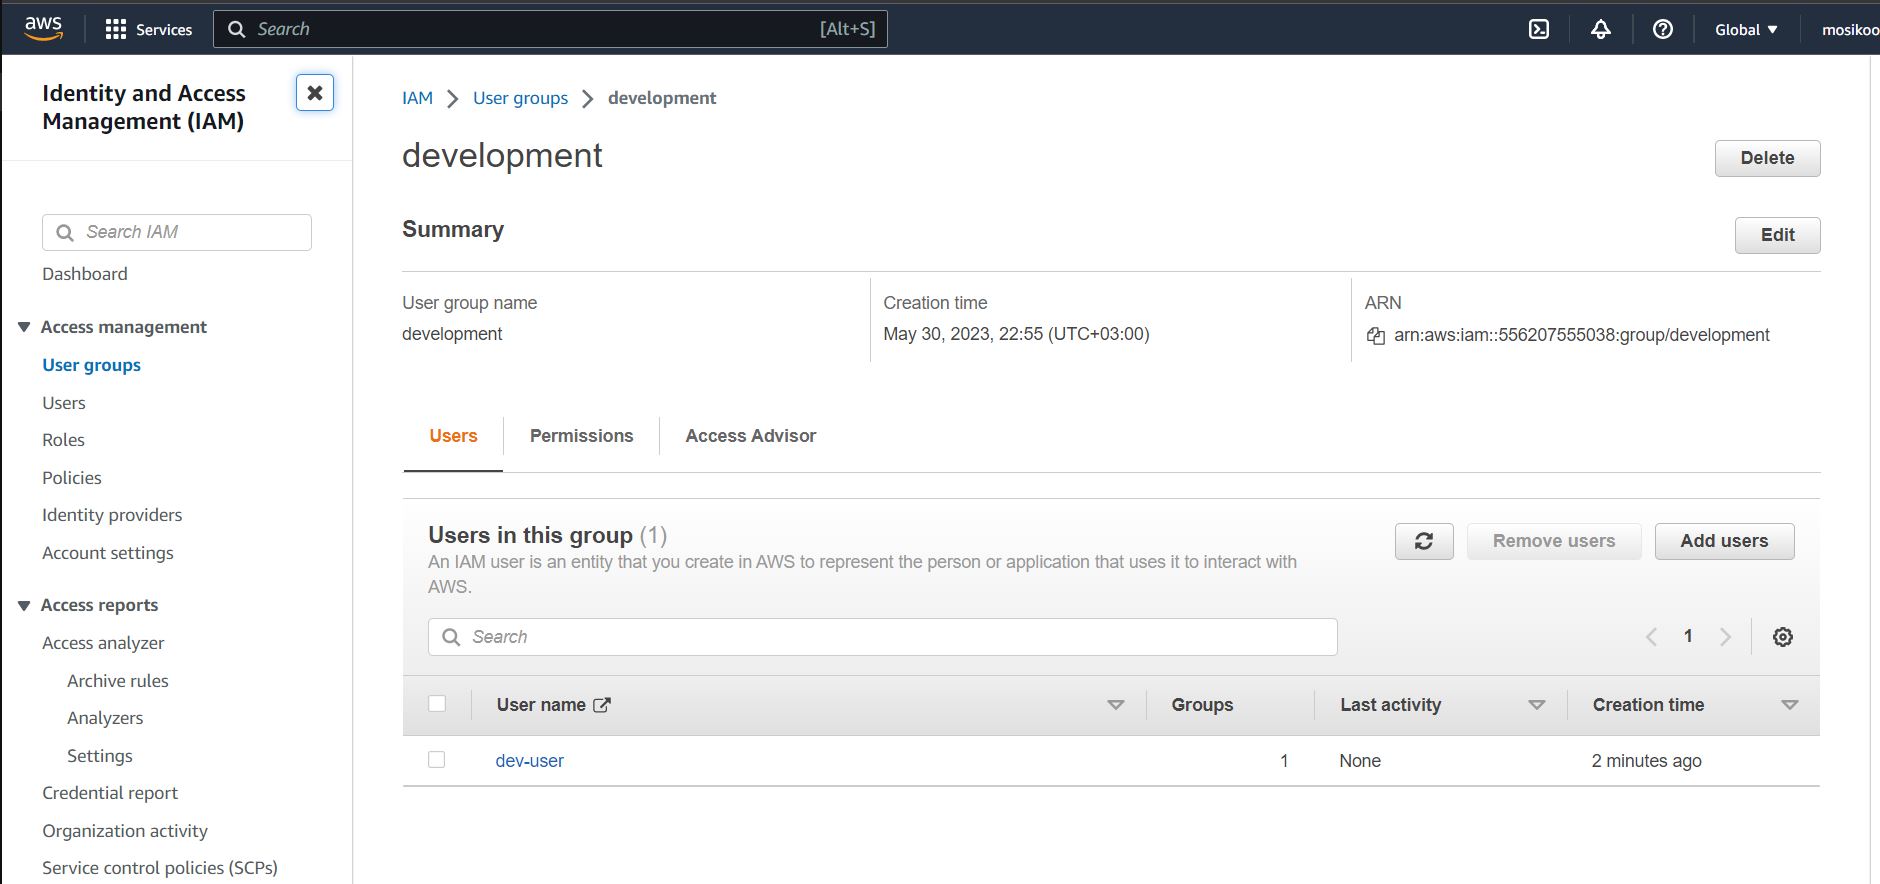 aws
Services
Search [Alt+S]
Global
mosikoo
Identity and Access
Management (IAM)
Search IAM
Dashboard
Access management
User groups
Users
Roles
Policies
Identity providers
Account settings
Access reports
Access analyzer
Archive rules
Analyzers
Settings
Credential report
Organization activity
Service control policies (SCPs)
IAM > User groups > development
development
Delete
Summary
Edit
User group name
development
Creation time
May 30, 2023, 22:55 (UTC+03:00)
ARN
arn:aws:iam::556207555038:group/development
Users
Permissions
Access Advisor
Users in this group (1)
An IAM user is an entity that you create in AWS to represent the person or application that uses it to interact with
AWS.
Remove users
Add users
Search
1
User name Groups Last activity Creation time
dev-user 1 None 2 minutes ago